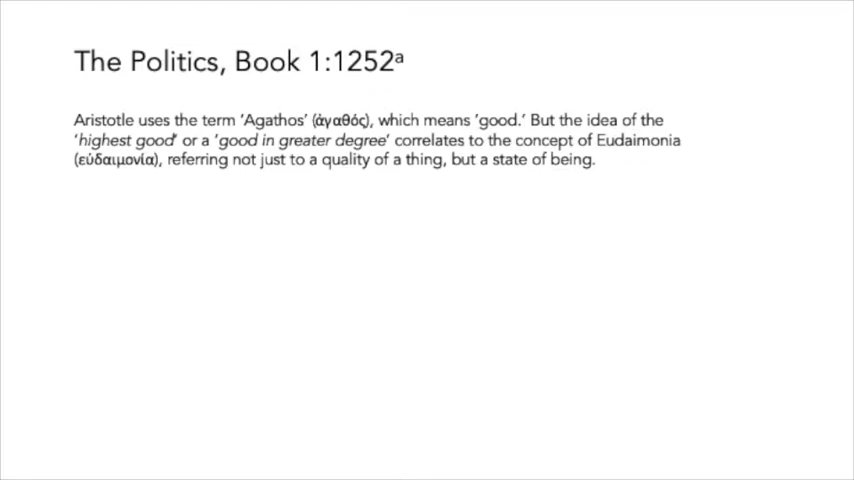 The Politics, Book 1:1252ᵃ
Aristotle uses the term ‘Agathos’ (ἀγαθός), which means ‘good.’ But the idea of the
‘highest good’ or a ‘good in greater degree’ correlates to the concept of Eudaimonia
(εὐδαιμονία), referring not just to a quality of a thing, but a state of being.